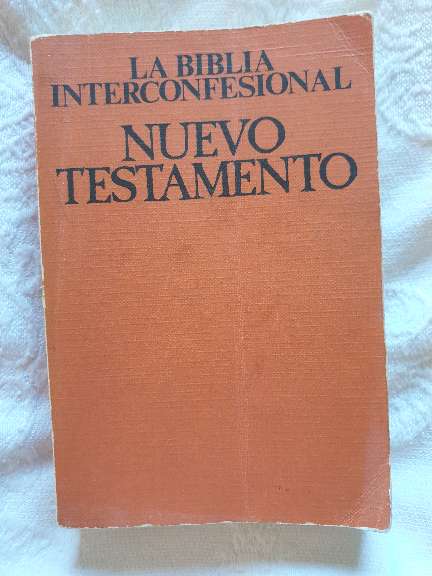 LA BIBLIA
INTERCONFESIONAL
NUEVO
TESTAMENTO